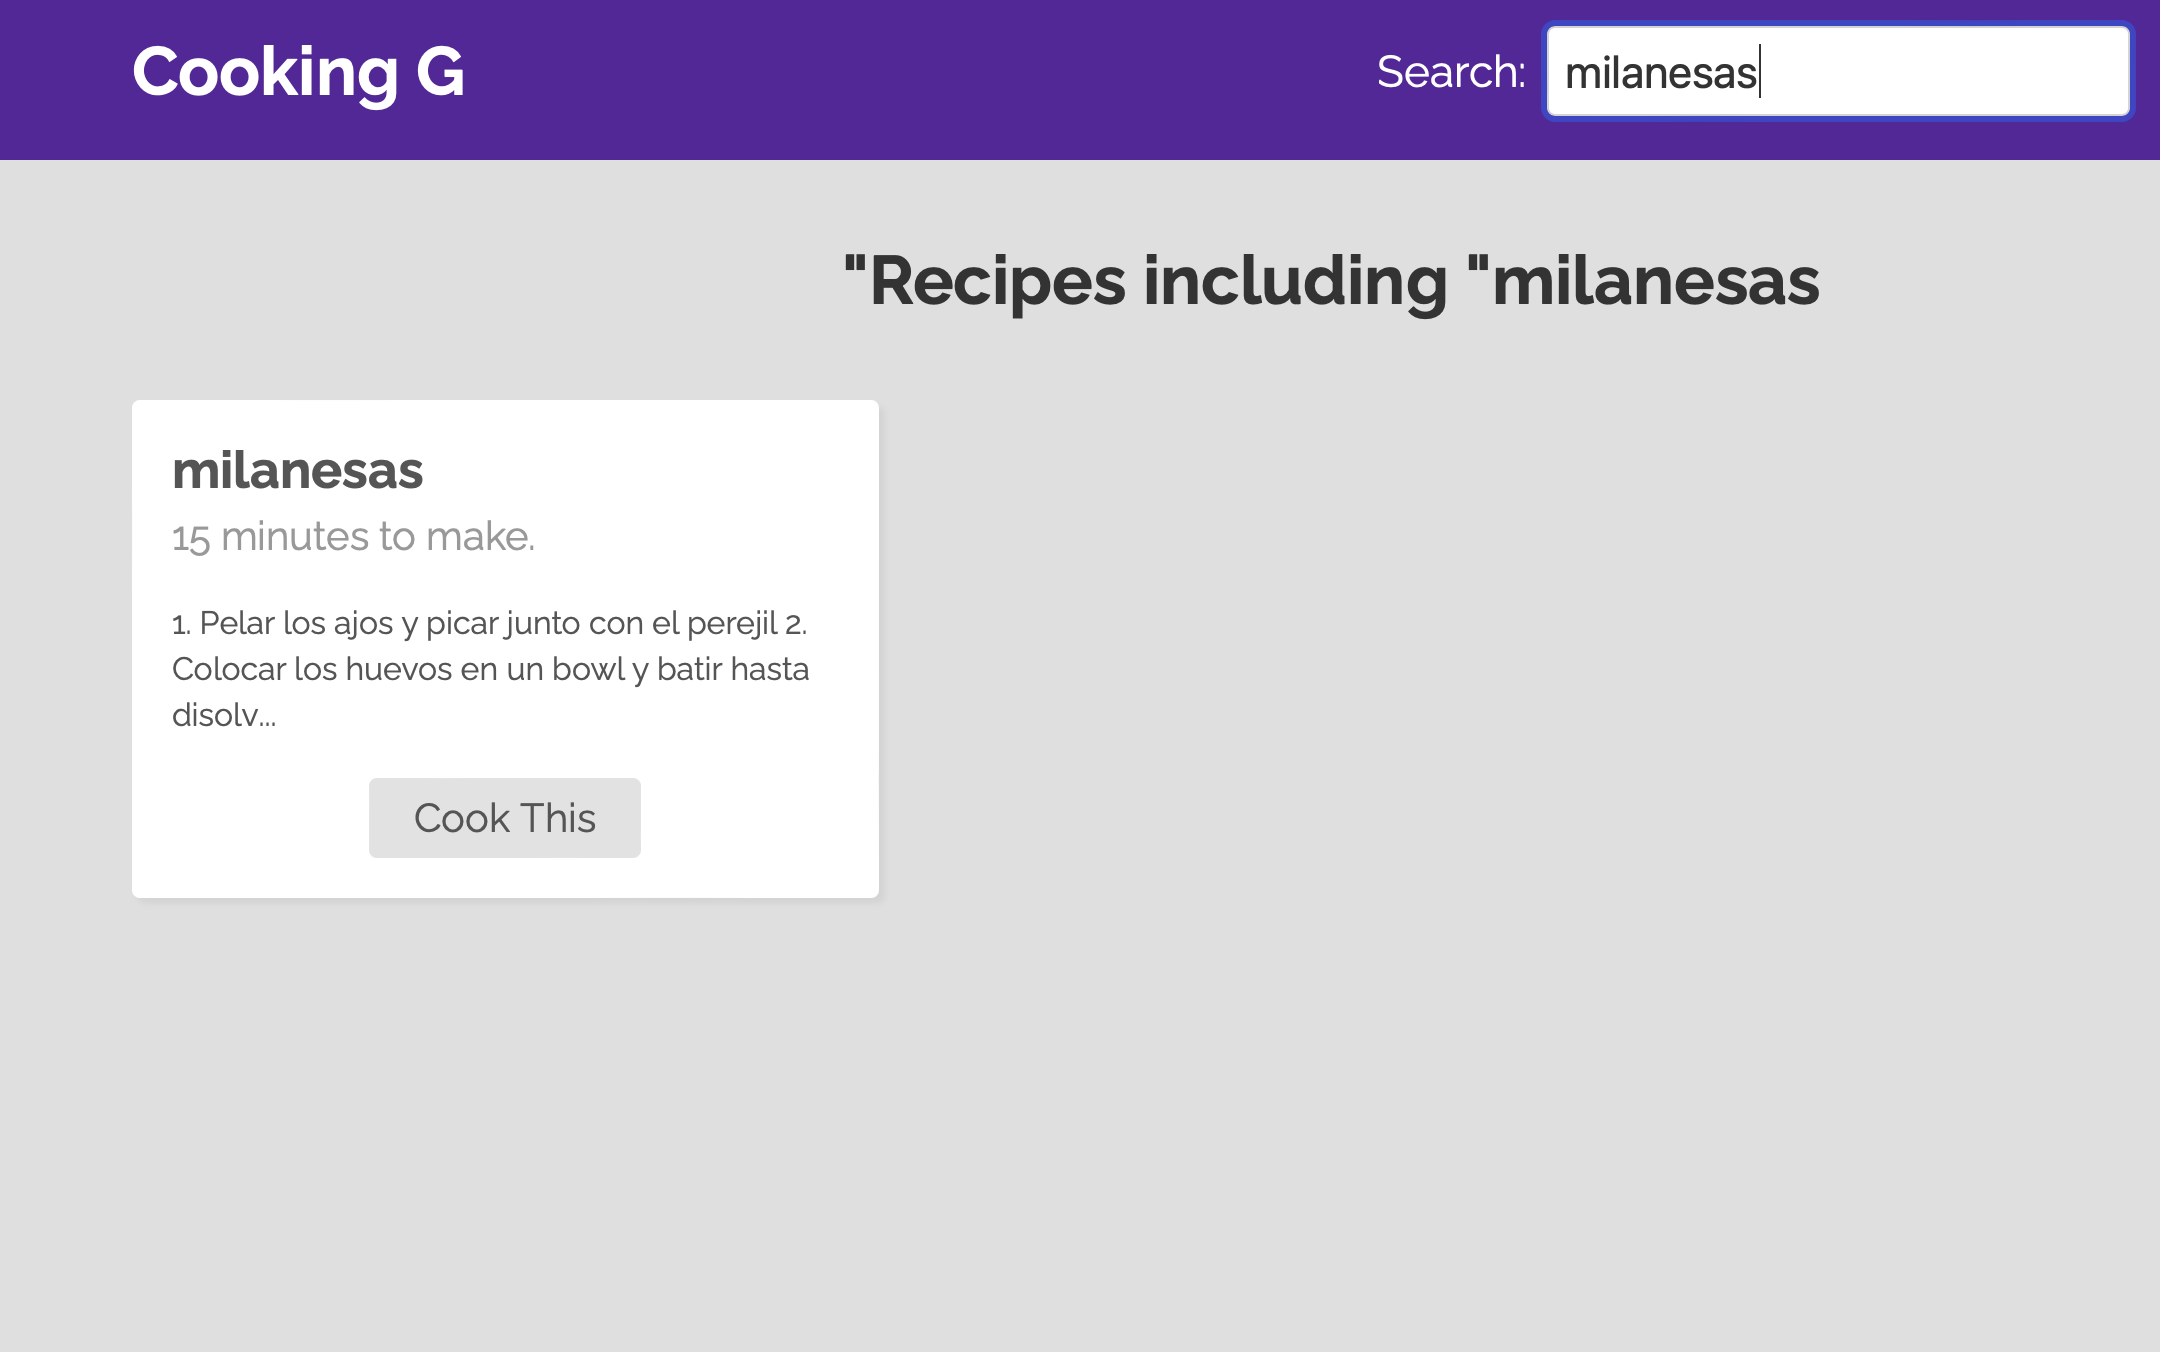 Cooking G
Search: milanesas
"Recipes including "milanesas
milanesas
15 minutes to make.
1. Pelar los ajos y picar junto con el perejil 2.
Colocar los huevos en un bowl y batir hasta
disolv...
Cook This